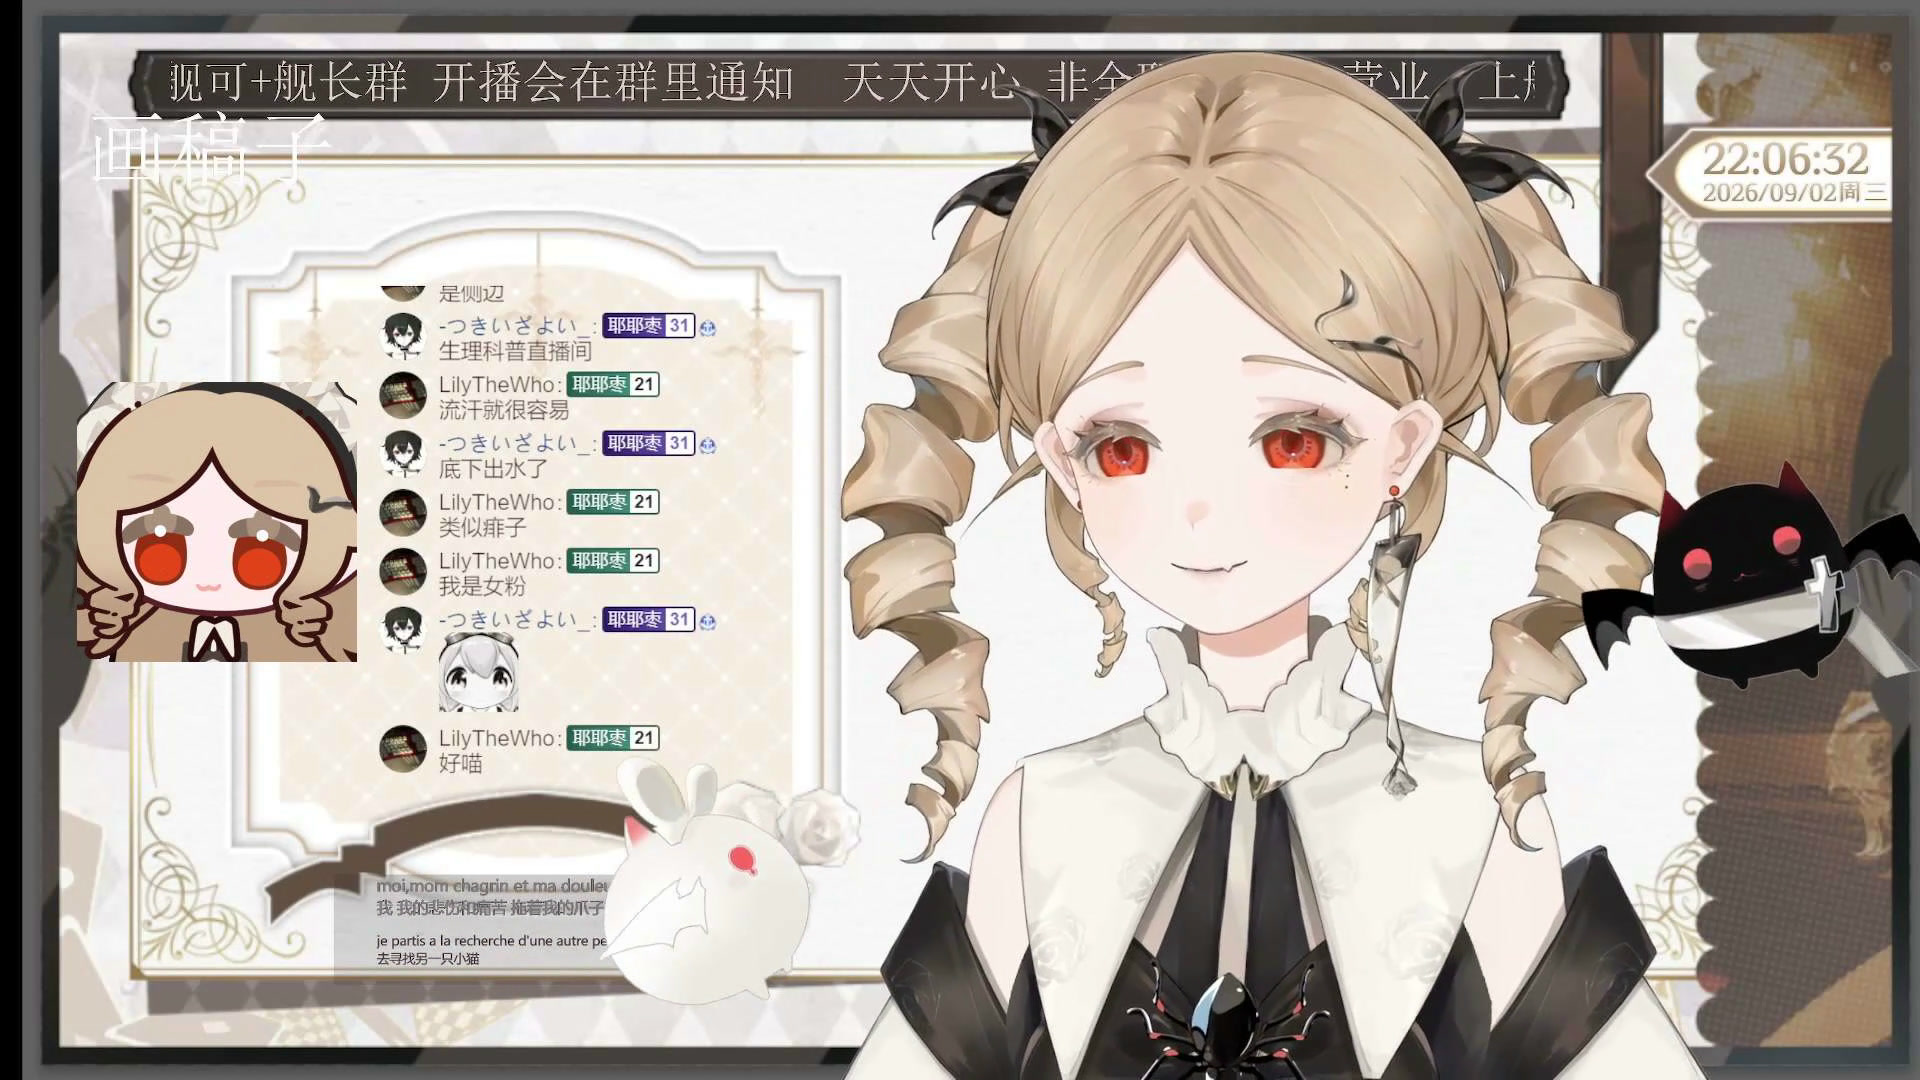 舰可+舰长群 开播会在群里通知 天天开心 非全 营业 上
画稿子
22:06:32
2026/09/02周三
是侧边
-つきいざよい_: 耶耶枣 31
生理科普直播间
LilyTheWho: 耶耶枣 21
流汗就很容易
-つきいざよい_: 耶耶枣 31
底下出水了
LilyTheWho: 耶耶枣 21
类似痱子
LilyTheWho: 耶耶枣 21
我是女粉
-つきいざよい_: 耶耶枣 31
LilyTheWho: 耶耶枣 21
好喵
moi,mom chagrin et ma douleu
我 我的悲伤和痛苦 拖着我的爪子
je partis a la recherche d'une autre pe
去寻找另一只小猫